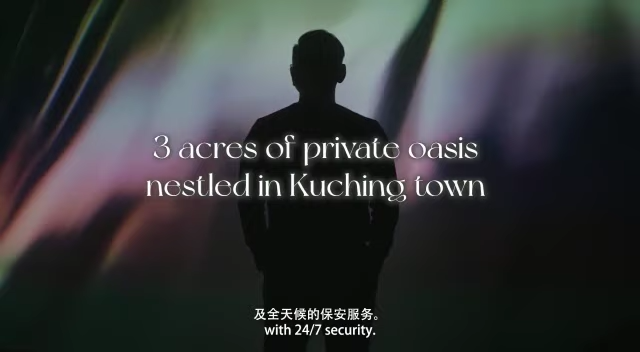 3 acres of private oasis
nestled in Kuching town
及全天候的保安服务。
with 24/7 security.